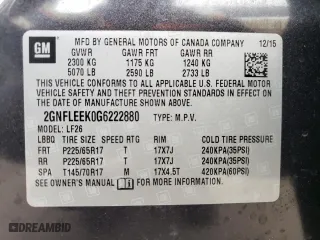 GM
MFD BY GENERAL MOTORS OF CANADA COMPANY 12/15
GVWR GAWR FRT GAWR RR
2300 KG 1175 KG 1240 KG
5070 LB 2590 LB 2733 LB
THIS VEHICLE CONFORMS TO ALL APPLICABLE U.S. FEDERAL
MOTOR VEHICLE SAFETY, BUMPER, AND THEFT PREVENTION
STANDARDS IN EFFECT ON THE DATE OF MANUFACTURE
SHOWN ABOVE.
2GNFLEEK0G6222880 TYPE: M.P.V.
MODEL: LF26
LBBQ TIRE SIZE SPEED RTG RIM COLD TIRE PRESSURE
FRT P225/65R17 T 17X7J 240KPA(35PSI)
RR P225/65R17 T 17X7J 240KPA(35PSI)
SPA T145/70R17 M 17X4.5T 420KPA(60PSI)
SEE OWNER'S MANUAL FOR MORE INFORMATION.